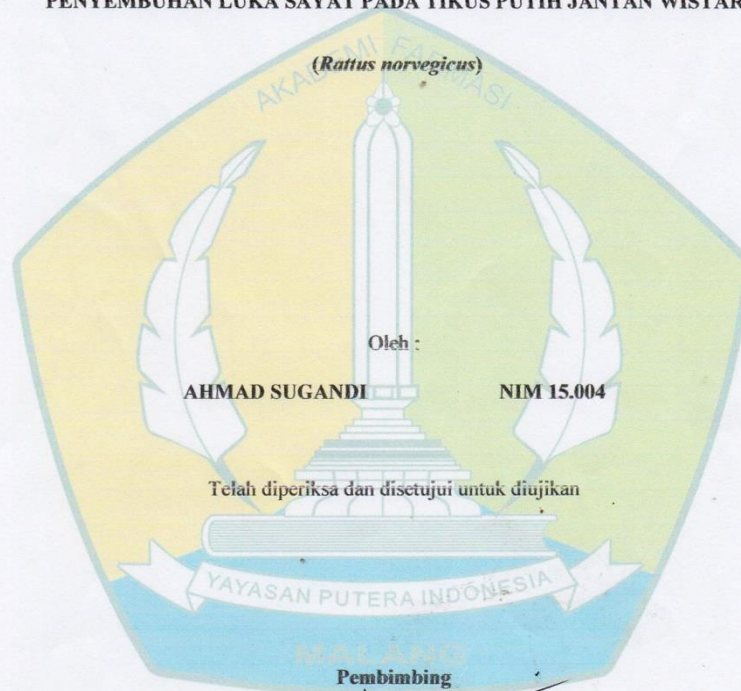 PENYEMBUHAN LUKA SAYAT PADA TIKUS PUTIH JANTAN WISTAR
(Rattus norvegicus)
AKADEMI FARMASI
Oleh :
AHMAD SUGANDI NIM 15.004
Telah diperiksa dan disetujui untuk diujikan
YAYASAN PUTERA INDONESIA
MALANG
Pembimbing